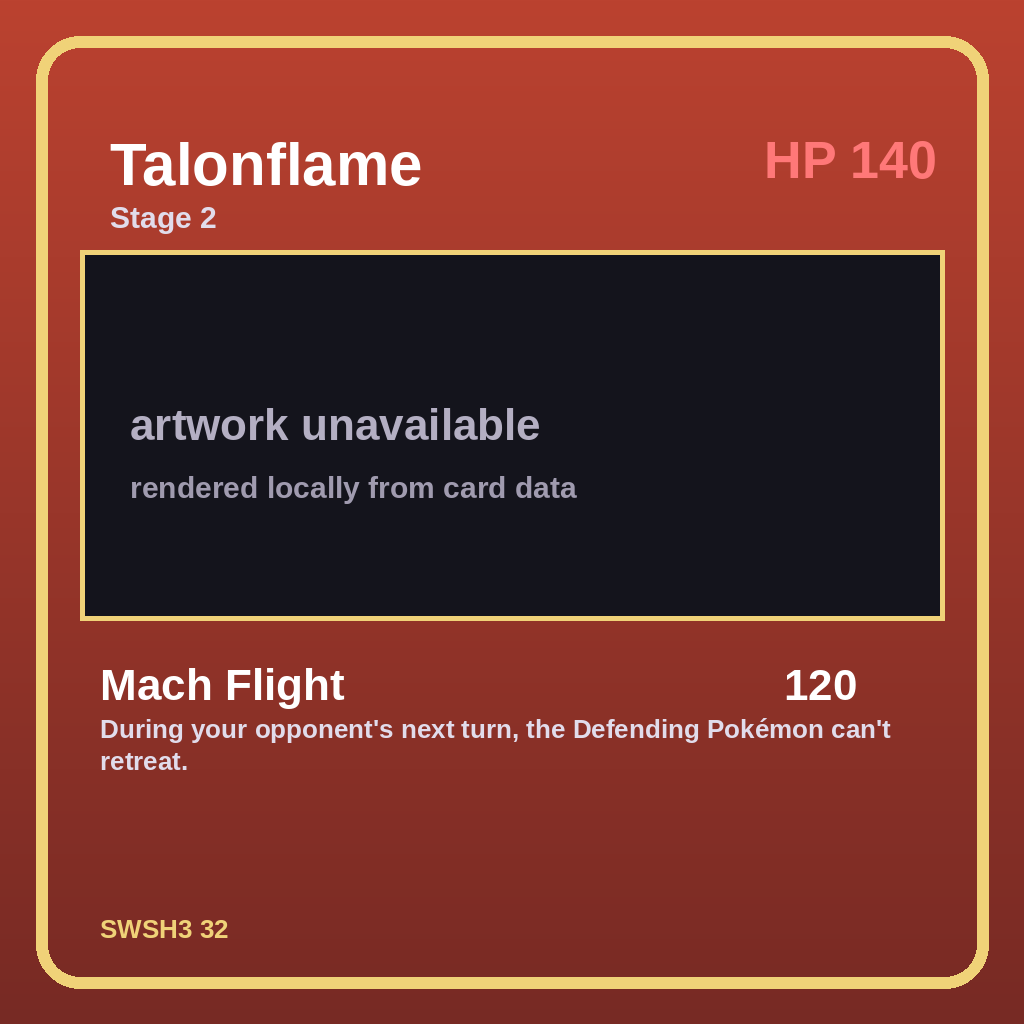 Talonflame
HP 140
Stage 2
artwork unavailable
rendered locally from card data
Mach Flight
120
During your opponent's next turn, the Defending Pokémon can't
retreat.
SWSH3 32